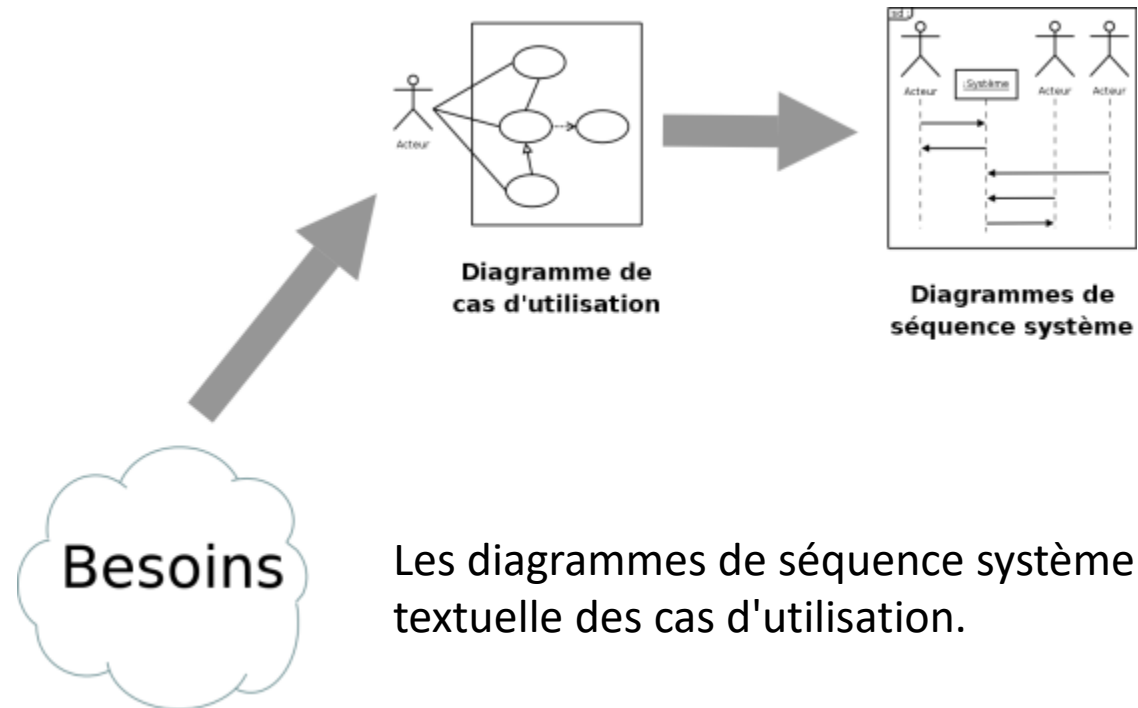 sd :
Acteur
:Système
Acteur
Acteur
Acteur
Diagramme de
cas d'utilisation
Diagrammes de
séquence système
Besoins
Les diagrammes de séquence système
textuelle des cas d'utilisation.